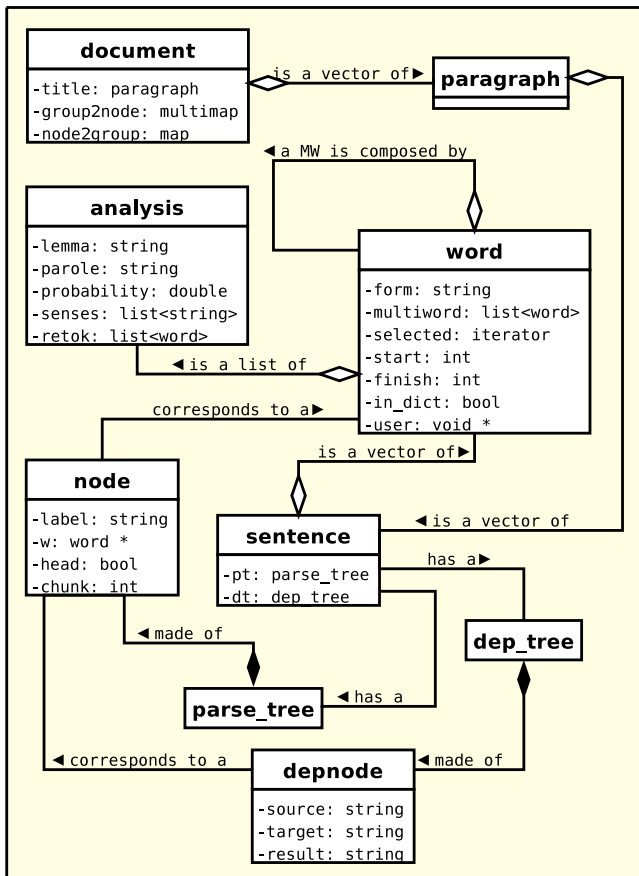 document
-title: paragraph
-group2node: multimap
-node2group: map
is a vector of►
paragraph
◄a MW is composed by
analysis
-lemma: string
-parole: string
-probability: double
-senses: list<string>
-retok: list<word>
word
-form: string
-multiword: list<word>
-selected: iterator
-start: int
-finish: int
-in_dict: bool
-user: void *
◄is a list of
corresponds to a►
is a vector of►
node
-label: string
-w: word *
-head: bool
-chunk: int
sentence
-pt: parse_tree
-dt: dep_tree
◄is a vector of
has a►
dep_tree
◄made of
parse_tree
◄has a
◄corresponds to a
depnode
-source: string
-target: string
-result: string
◄made of